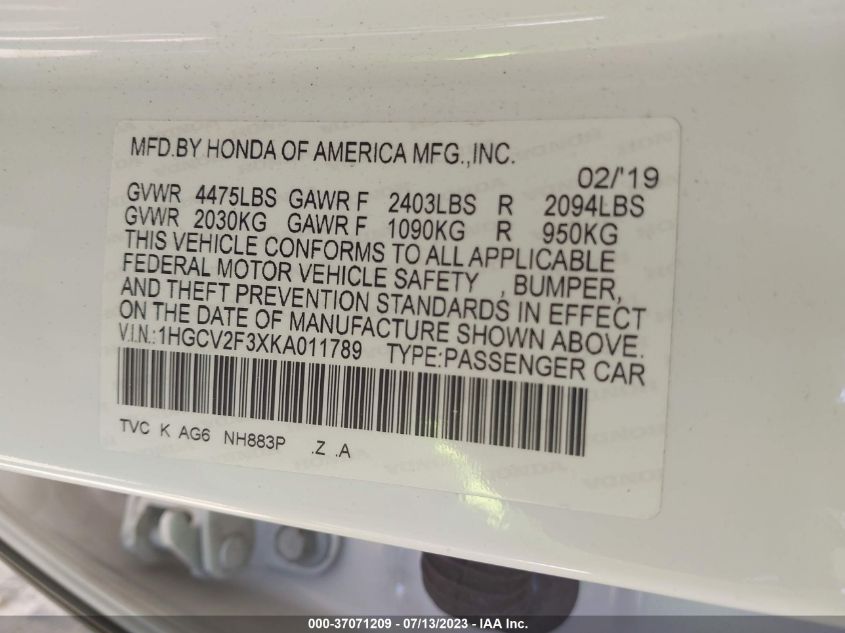 MFD.BY HONDA OF AMERICA MFG.,INC.
02/'19
GVWR 4475LBS GAWR F 2403LBS R 2094LBS
GVWR 2030KG GAWR F 1090KG R 950KG
THIS VEHICLE CONFORMS TO ALL APPLICABLE
FEDERAL MOTOR VEHICLE SAFETY , BUMPER,
AND THEFT PREVENTION STANDARDS IN EFFECT
ON THE DATE OF MANUFACTURE SHOWN ABOVE.
V.I.N.:1HGCV2F3XKA011789 TYPE:PASSENGER CAR
TVC K AG6 NH883P .Z .A
000-37071209 - 07/13/2023 - IAA Inc.